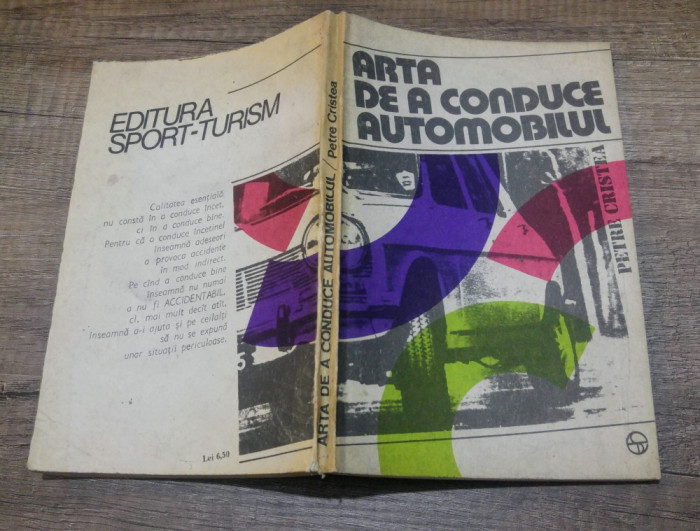 EDITURA
SPORT-TURISM
Calitatea esențială
nu constă în a conduce încet,
ci în a conduce bine.
Pentru că a conduce încetinel
înseamnă adeseori
a provoca accidente
în mod indirect.
Pe cînd a conduce bine
înseamnă nu numai
a nu fi ACCIDENTABIL,
ci, mai mult decît atît,
înseamnă a-i ajuta și pe ceilalți
să nu se expună
unor situații periculoase.
Lei 6,50
ARTA DE A CONDUCE AUTOMOBILUL / Petre Cristea
ARTA
DE A CONDUCE
AUTOMOBILUL
PETRE CRISTEA